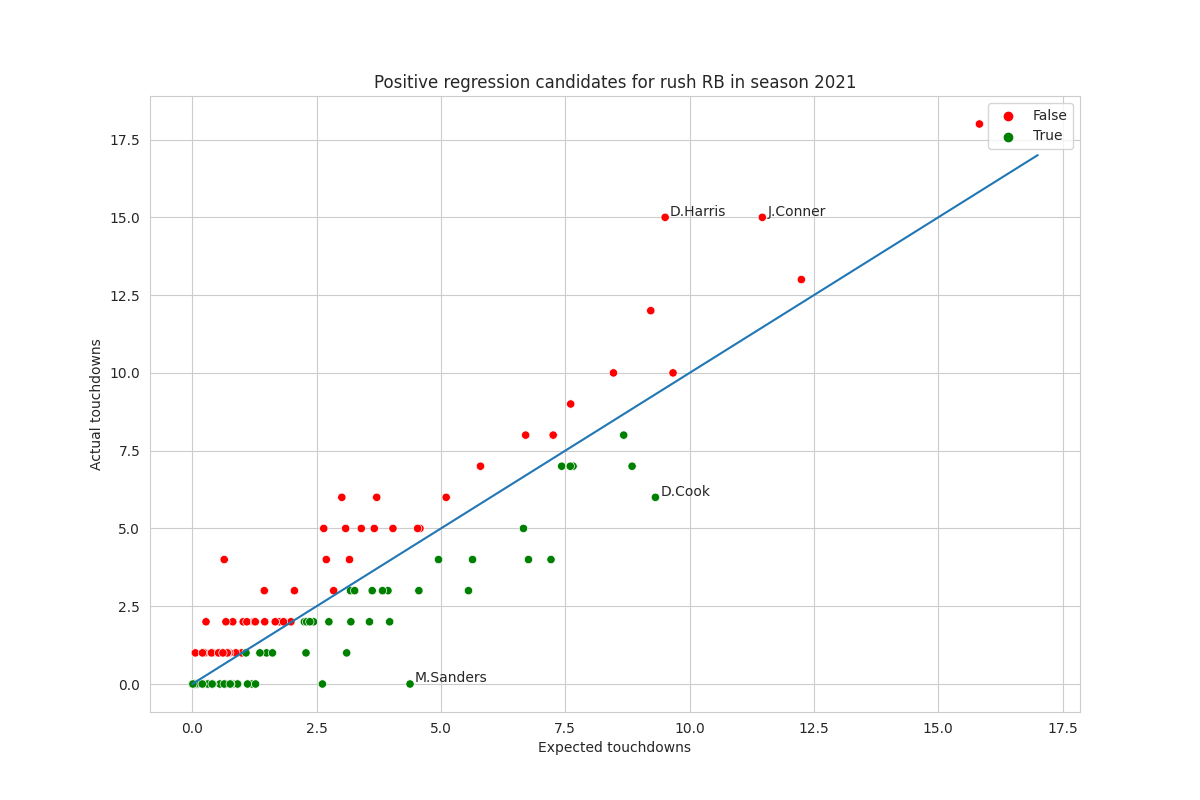 Positive regression candidates for rush RB in season 2021
False
True
17.5
15.0
12.5
10.0
7.5
5.0
2.5
0.0
Actual touchdowns
D.Harris
J.Conner
D.Cook
M.Sanders
0.0
2.5
5.0
7.5
10.0
12.5
15.0
17.5
Expected touchdowns